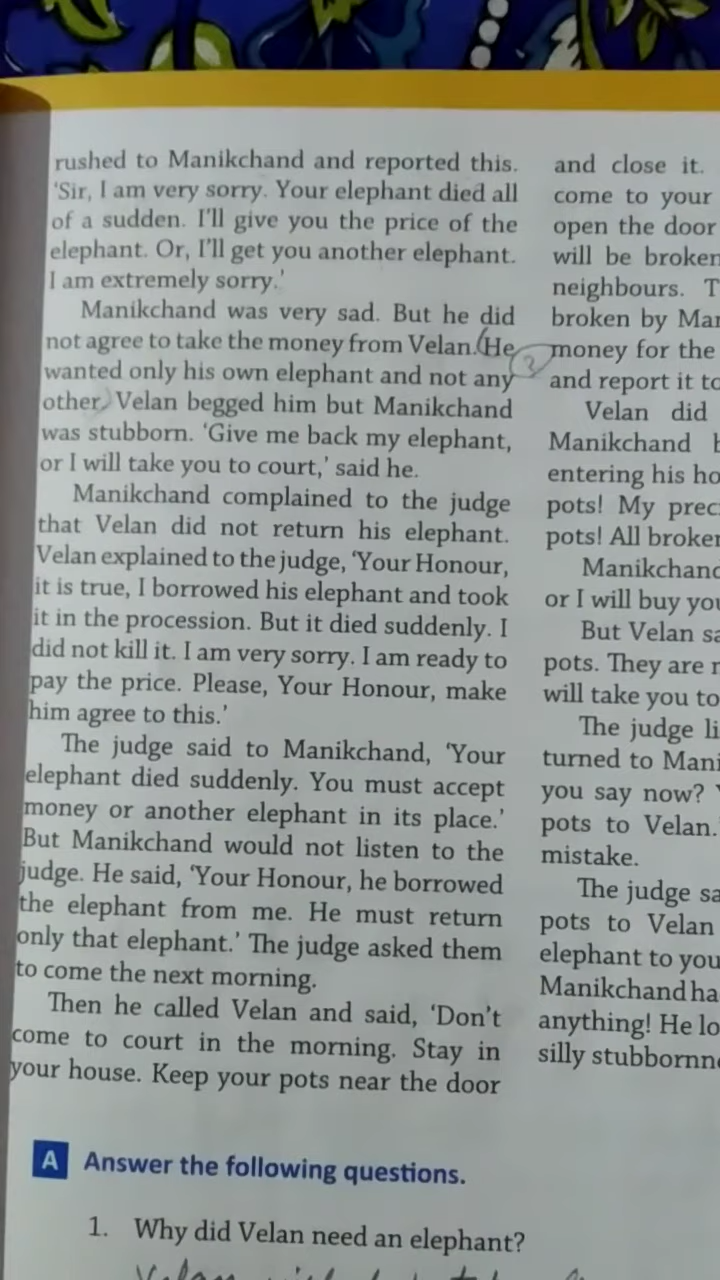 rushed to Manikchand and reported this.
‘Sir, I am very sorry. Your elephant died all
of a sudden. I’ll give you the price of the
elephant. Or, I’ll get you another elephant.
I am extremely sorry.’
Manikchand was very sad. But he did
not agree to take the money from Velan. (He
wanted only his own elephant and not any
other.) Velan begged him but Manikchand
was stubborn. ‘Give me back my elephant,
or I will take you to court,’ said he.
Manikchand complained to the judge
that Velan did not return his elephant.
Velan explained to the judge, ‘Your Honour,
it is true, I borrowed his elephant and took
it in the procession. But it died suddenly. I
did not kill it. I am very sorry. I am ready to
pay the price. Please, Your Honour, make
him agree to this.’
The judge said to Manikchand, ‘Your
elephant died suddenly. You must accept
money or another elephant in its place.’
But Manikchand would not listen to the
judge. He said, ‘Your Honour, he borrowed
the elephant from me. He must return
only that elephant.’ The judge asked them
to come the next morning.
Then he called Velan and said, ‘Don’t
come to court in the morning. Stay in
your house. Keep your pots near the door
3
and close it.
come to your
open the door
will be broken
neighbours. T
broken by Man
money for the
and report it to
Velan did
Manikchand
entering his ho
pots! My prec
pots! All broken
Manikchand
or I will buy you
But Velan sa
pots. They are
will take you to
The judge li
turned to Mani
you say now?
pots to Velan.’
mistake.
The judge sa
pots to Velan
elephant to you
Manikchand ha
anything! He lo
silly stubbornne
A Answer the following questions.
1. Why did Velan need an elephant?
Velan